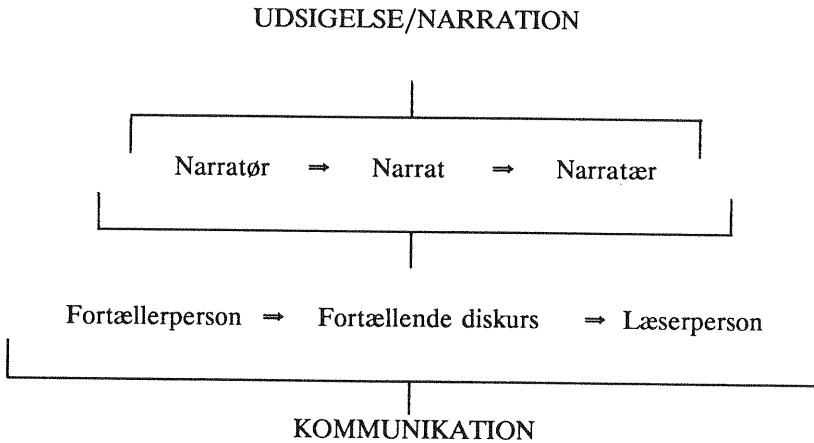 UDSIGELSE/NARRATION
Narratør ⇒ Narrat ⇒ Narratær
Fortællerperson ⇒ Fortællende diskurs ⇒ Læserperson
KOMMUNIKATION